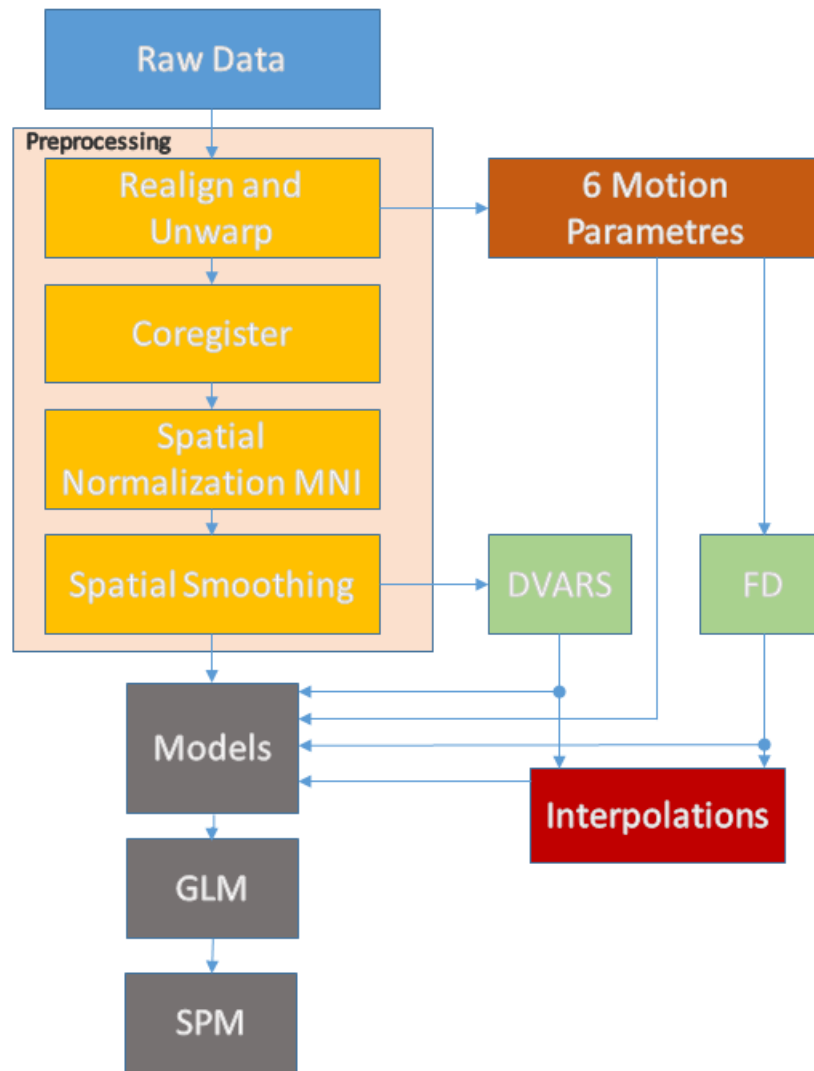 Raw Data
Preprocessing
Realign and
Unwarp
6 Motion
Parametres
Coregister
Spatial
Normalization MNI
Spatial Smoothing
DVARS
FD
Models
Interpolations
GLM
SPM